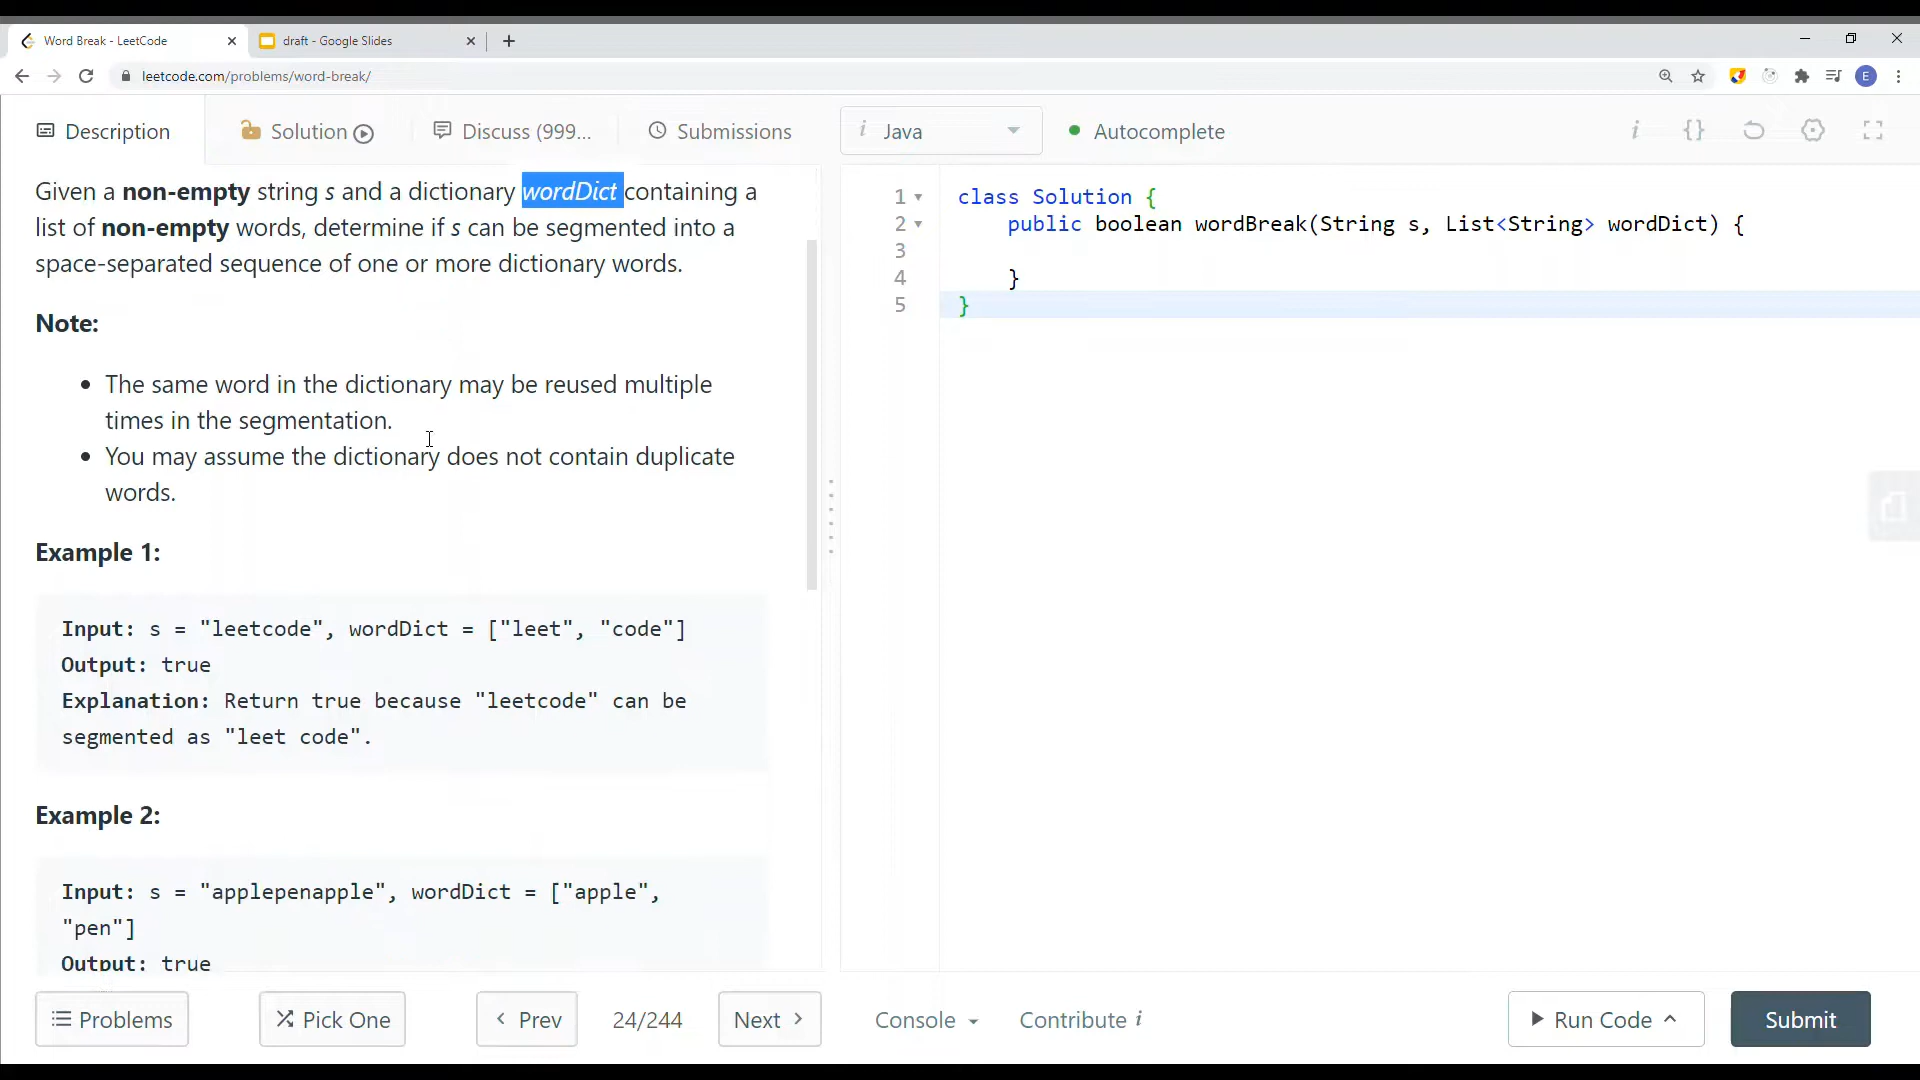 Word Break - LeetCode
draft - Google Slides
leetcode.com/problems/word-break/
E
Description
Solution
Discuss (999...
Submissions
i Java
Autocomplete
i {}
Given a non-empty string s and a dictionary wordDict containing a
list of non-empty words, determine if s can be segmented into a
space-separated sequence of one or more dictionary words.
Note:
The same word in the dictionary may be reused multiple
times in the segmentation.
You may assume the dictionary does not contain duplicate
words.
Example 1:
Input: s = "leetcode", wordDict = ["leet", "code"]
Output: true
Explanation: Return true because "leetcode" can be
segmented as "leet code".
Example 2:
Input: s = "applepenapple", wordDict = ["apple",
"pen"]
Output: true
1 class Solution {
2 public boolean wordBreak(String s, List<String> wordDict) {
3
4 }
5 }
Problems
Pick One
Prev
24/244
Next
Console
Contribute i
Run Code
Submit